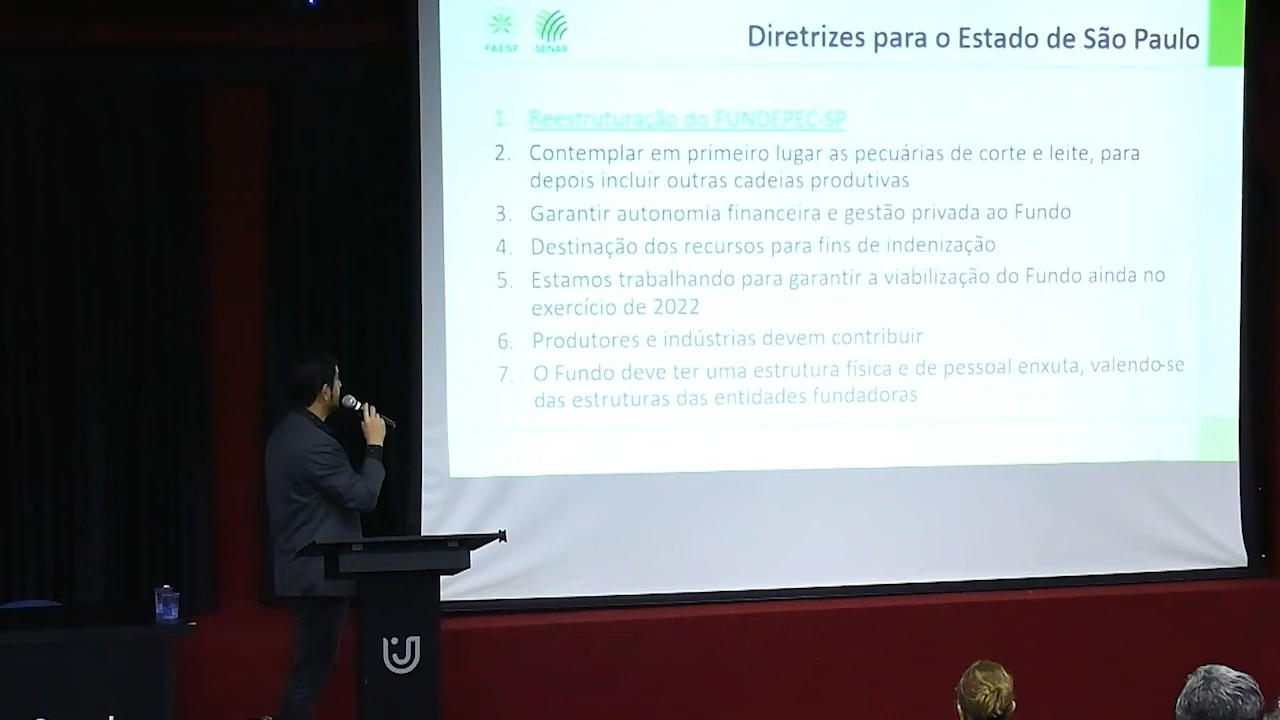 FAESP SENAR
Diretrizes para o Estado de São Paulo
1. Reestruturação do FUNDEPEC-SP
2. Contemplar em primeiro lugar as pecuárias de corte e leite, para
depois incluir outras cadeias produtivas
3. Garantir autonomia financeira e gestão privada ao Fundo
4. Destinação dos recursos para fins de indenização
5. Estamos trabalhando para garantir a viabilização do Fundo ainda no
exercício de 2022
6. Produtores e indústrias devem contribuir
7. O Fundo deve ter uma estrutura física e de pessoal enxuta, valendo-se
das estruturas das entidades fundadoras